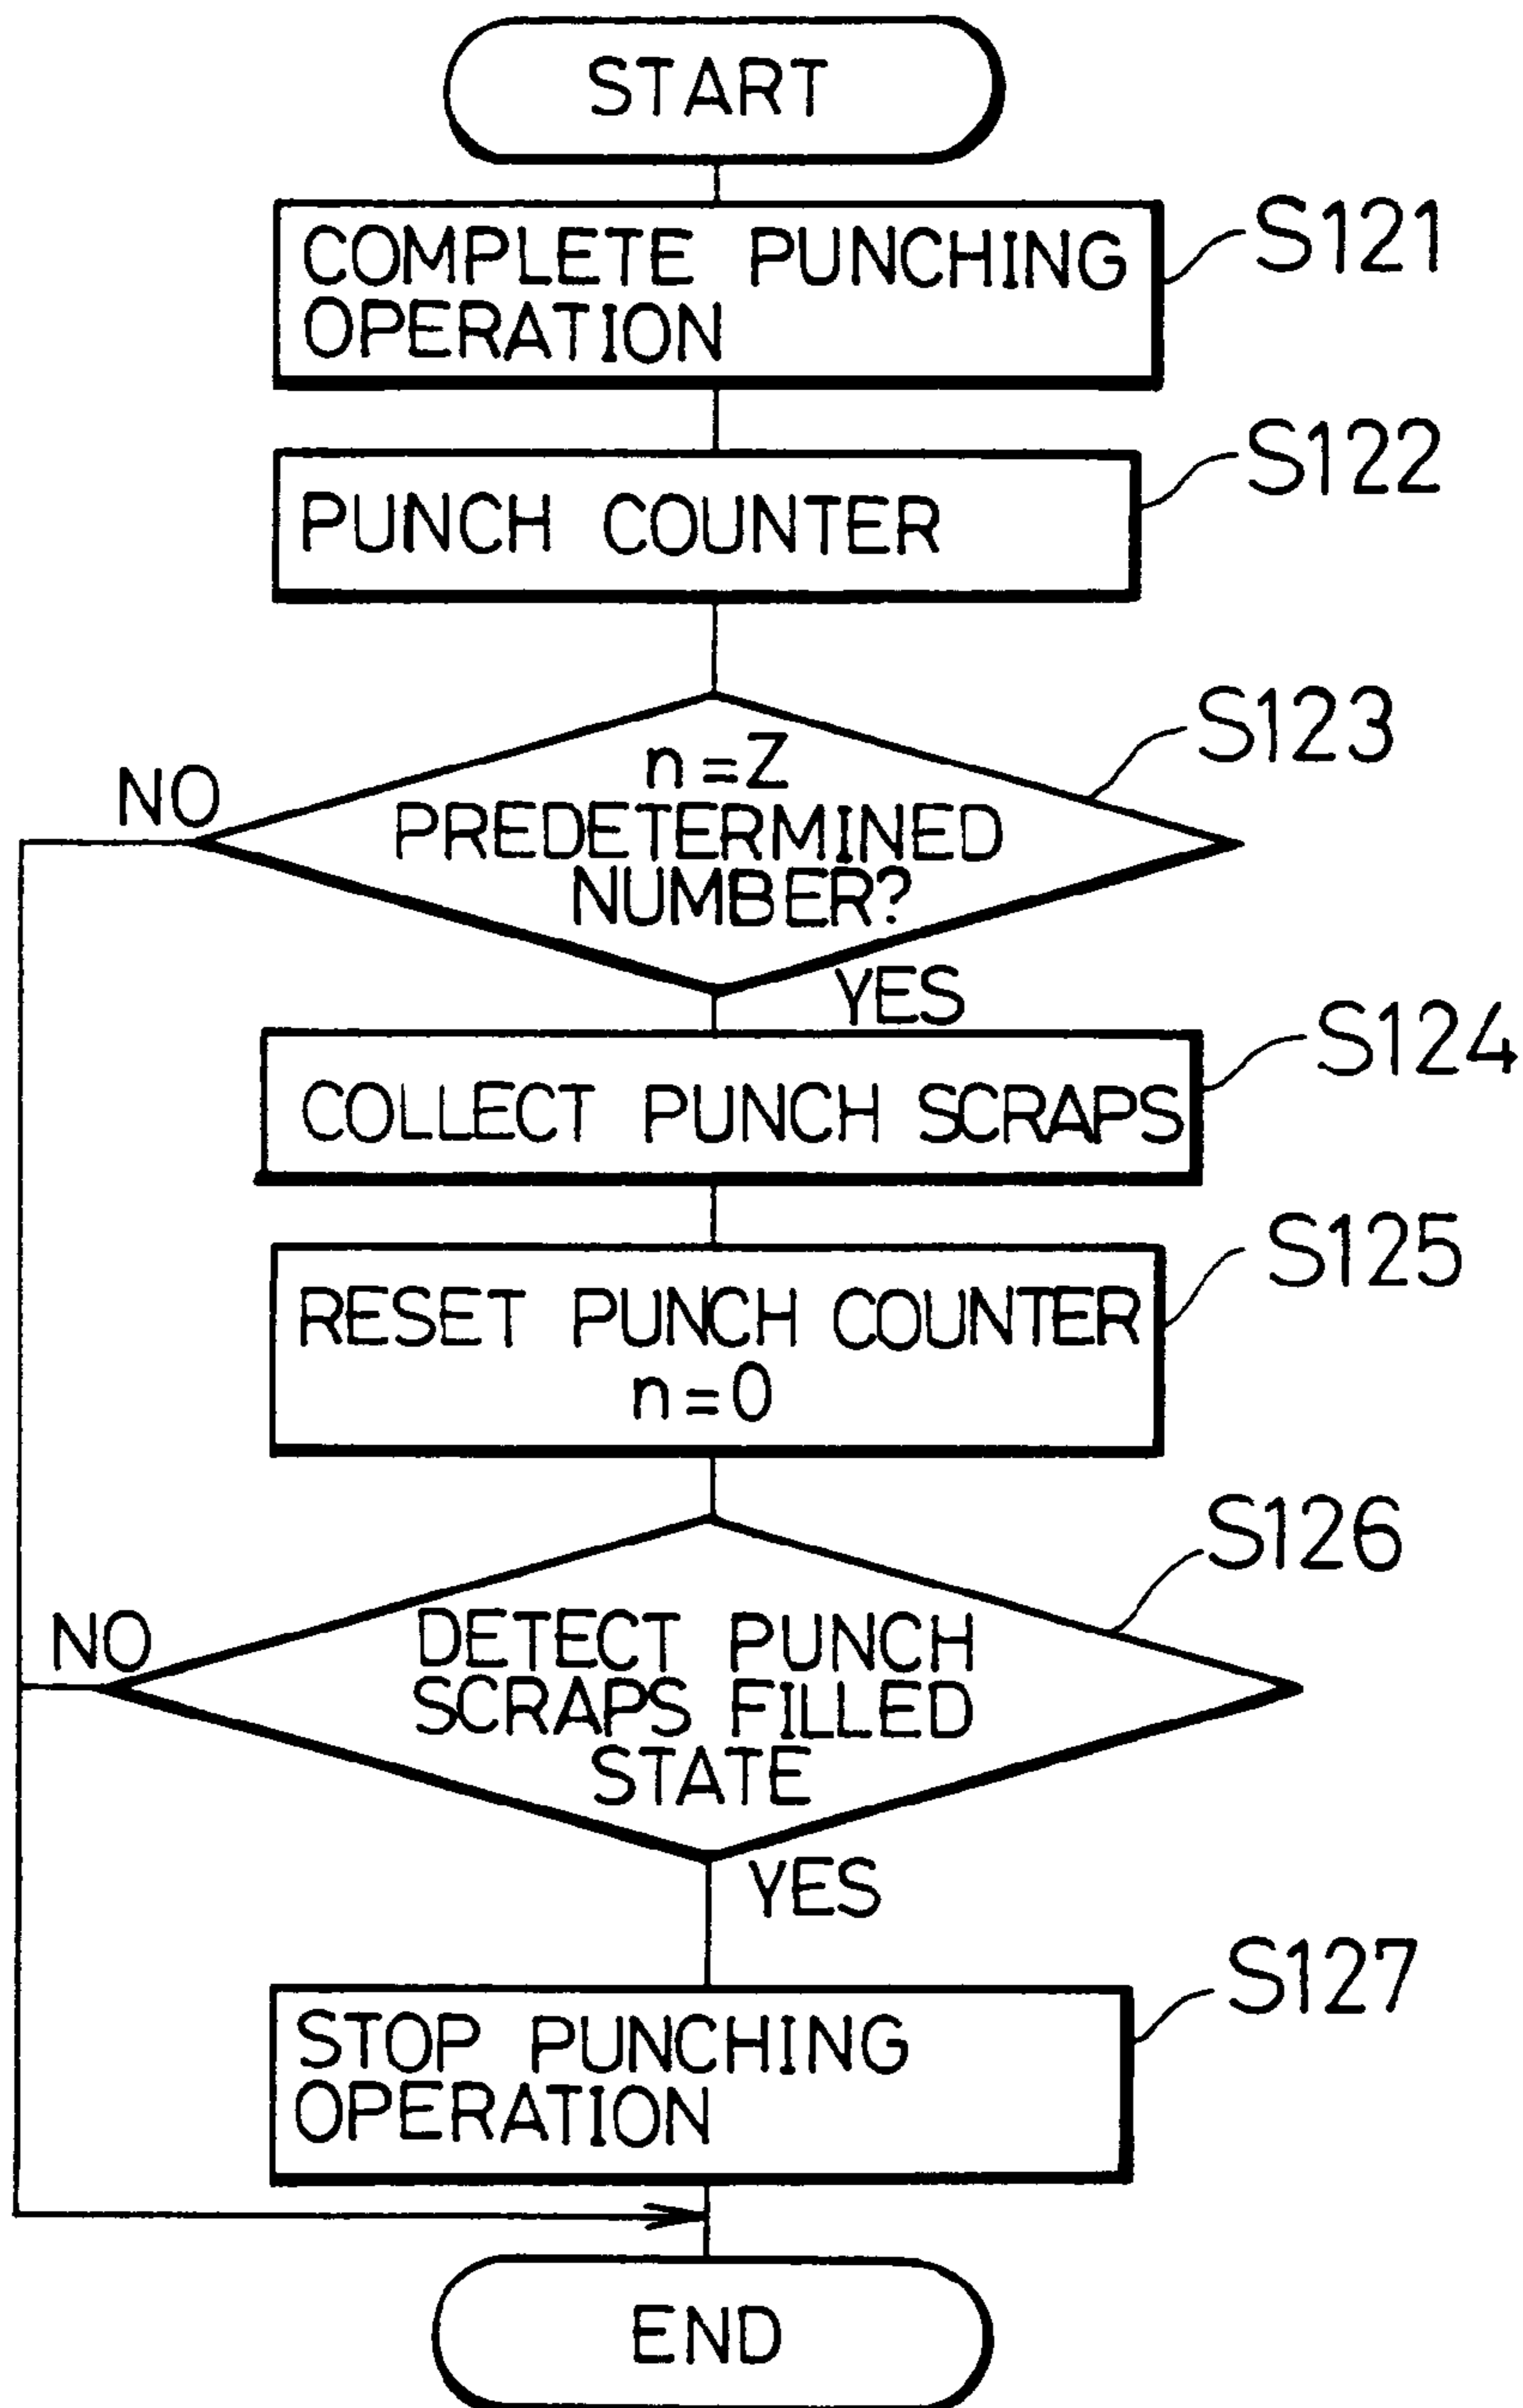 START
COMPLETE PUNCHING
OPERATION
S121
PUNCH COUNTER
S122
n=Z
PREDETERMINED
NUMBER?
S123
NO
YES
COLLECT PUNCH SCRAPS
S124
RESET PUNCH COUNTER
n=0
S125
DETECT PUNCH
SCRAPS FILLED
STATE
S126
NO
YES
STOP PUNCHING
OPERATION
S127
END